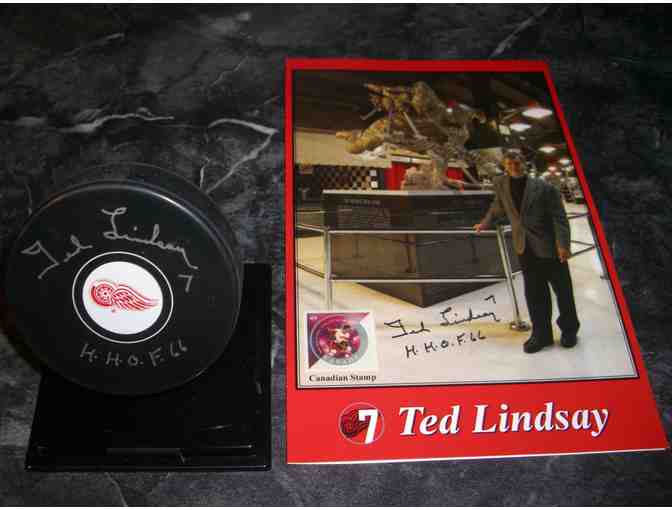 Ted Lindsay
7
H.H.O.F. 66
Ted Lindsay 7
H.H.O.F. 66
Canadian Stamp
7 Ted Lindsay